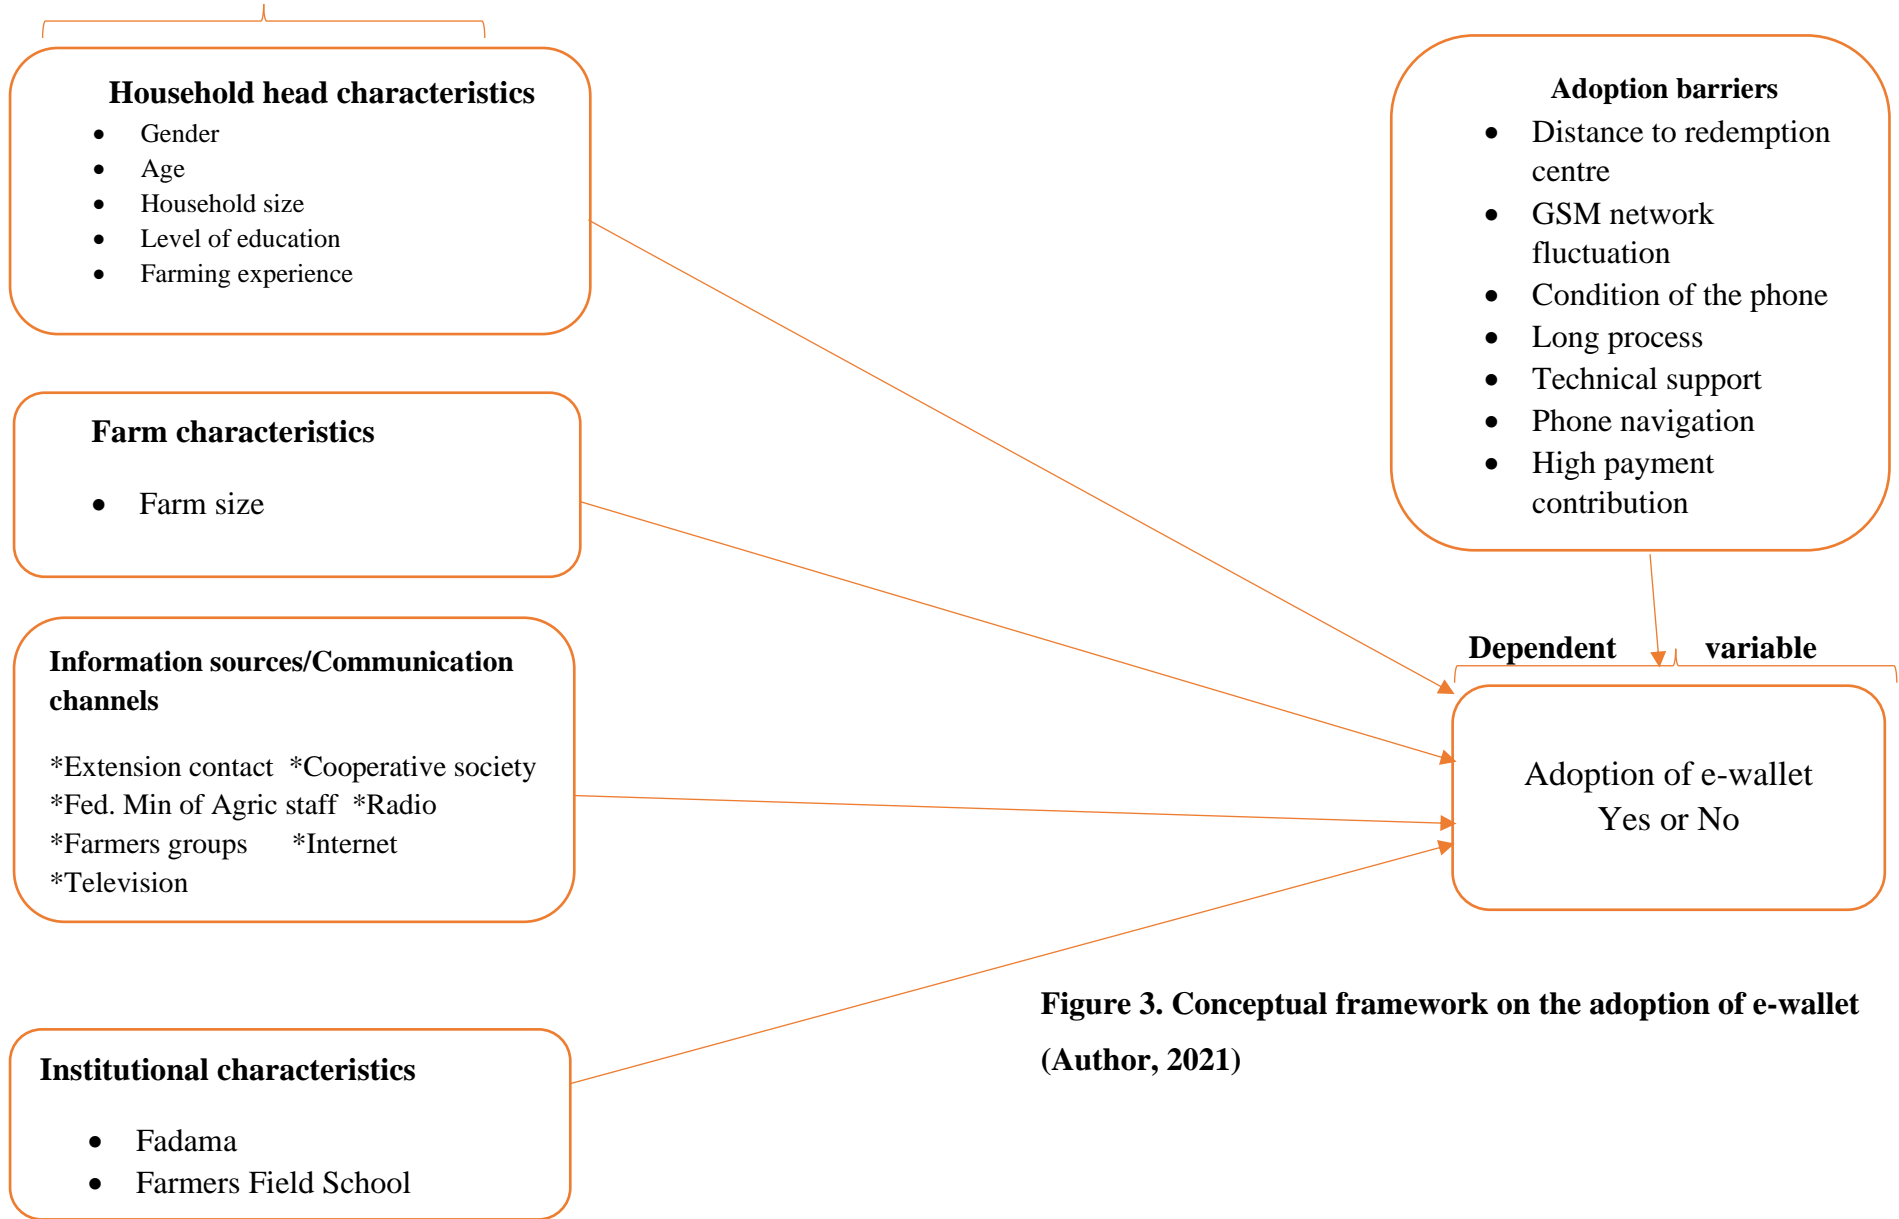 Household head characteristics
• Gender
• Age
• Household size
• Level of education
• Farming experience
Farm characteristics
• Farm size
Information sources/Communication
channels
*Extension contact *Cooperative society
*Fed. Min of Agric staff *Radio
*Farmers groups *Internet
*Television
Institutional characteristics
• Fadama
• Farmers Field School
Adoption barriers
• Distance to redemption
centre
• GSM network
fluctuation
• Condition of the phone
• Long process
• Technical support
• Phone navigation
• High payment
contribution
Dependent variable
Adoption of e-wallet
Yes or No
Figure 3. Conceptual framework on the adoption of e-wallet
(Author, 2021)